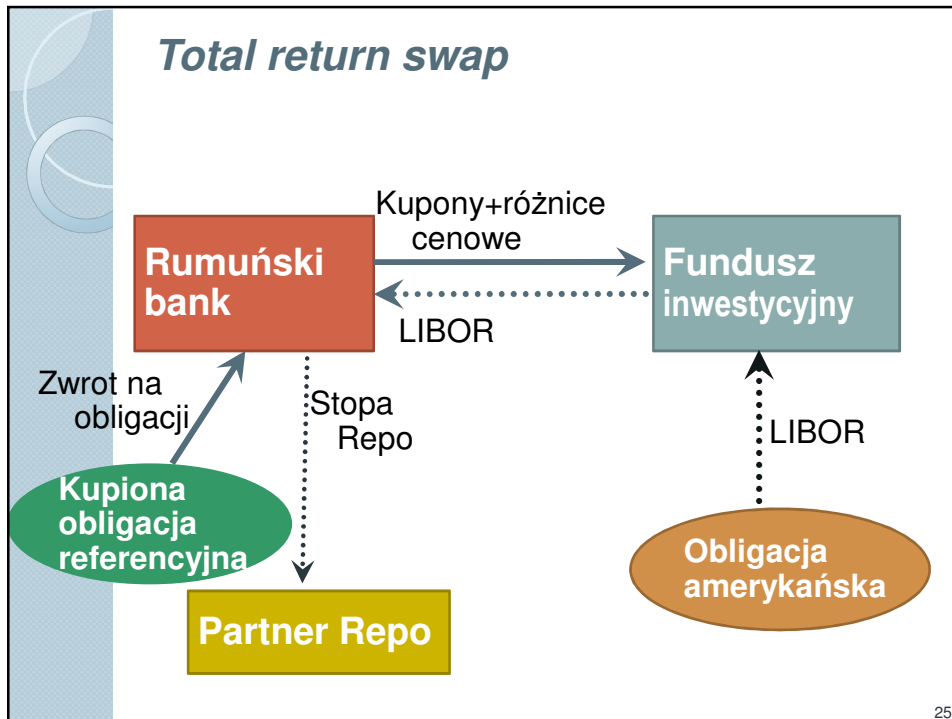 Total return swap
Kupony+różnice
cenowe
Rumuński
bank
Fundusz
inwestycyjny
LIBOR
Zwrot na
obligacji
Stopa
Repo
LIBOR
Kupiona
obligacja
referencyjna
Obligacja
amerykańska
Partner Repo
25